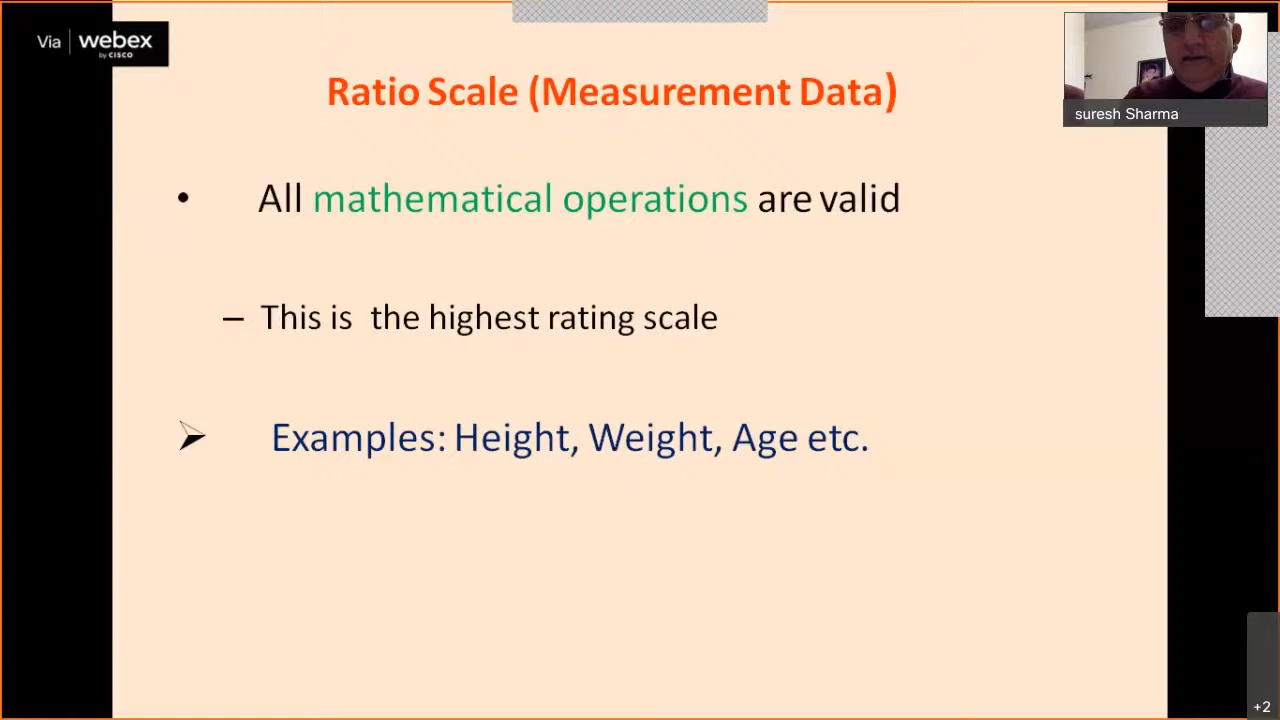 Via webex
by CISCO
Ratio Scale (Measurement Data)
suresh Sharma
• All mathematical operations are valid
– This is the highest rating scale
➢ Examples: Height, Weight, Age etc.
+2